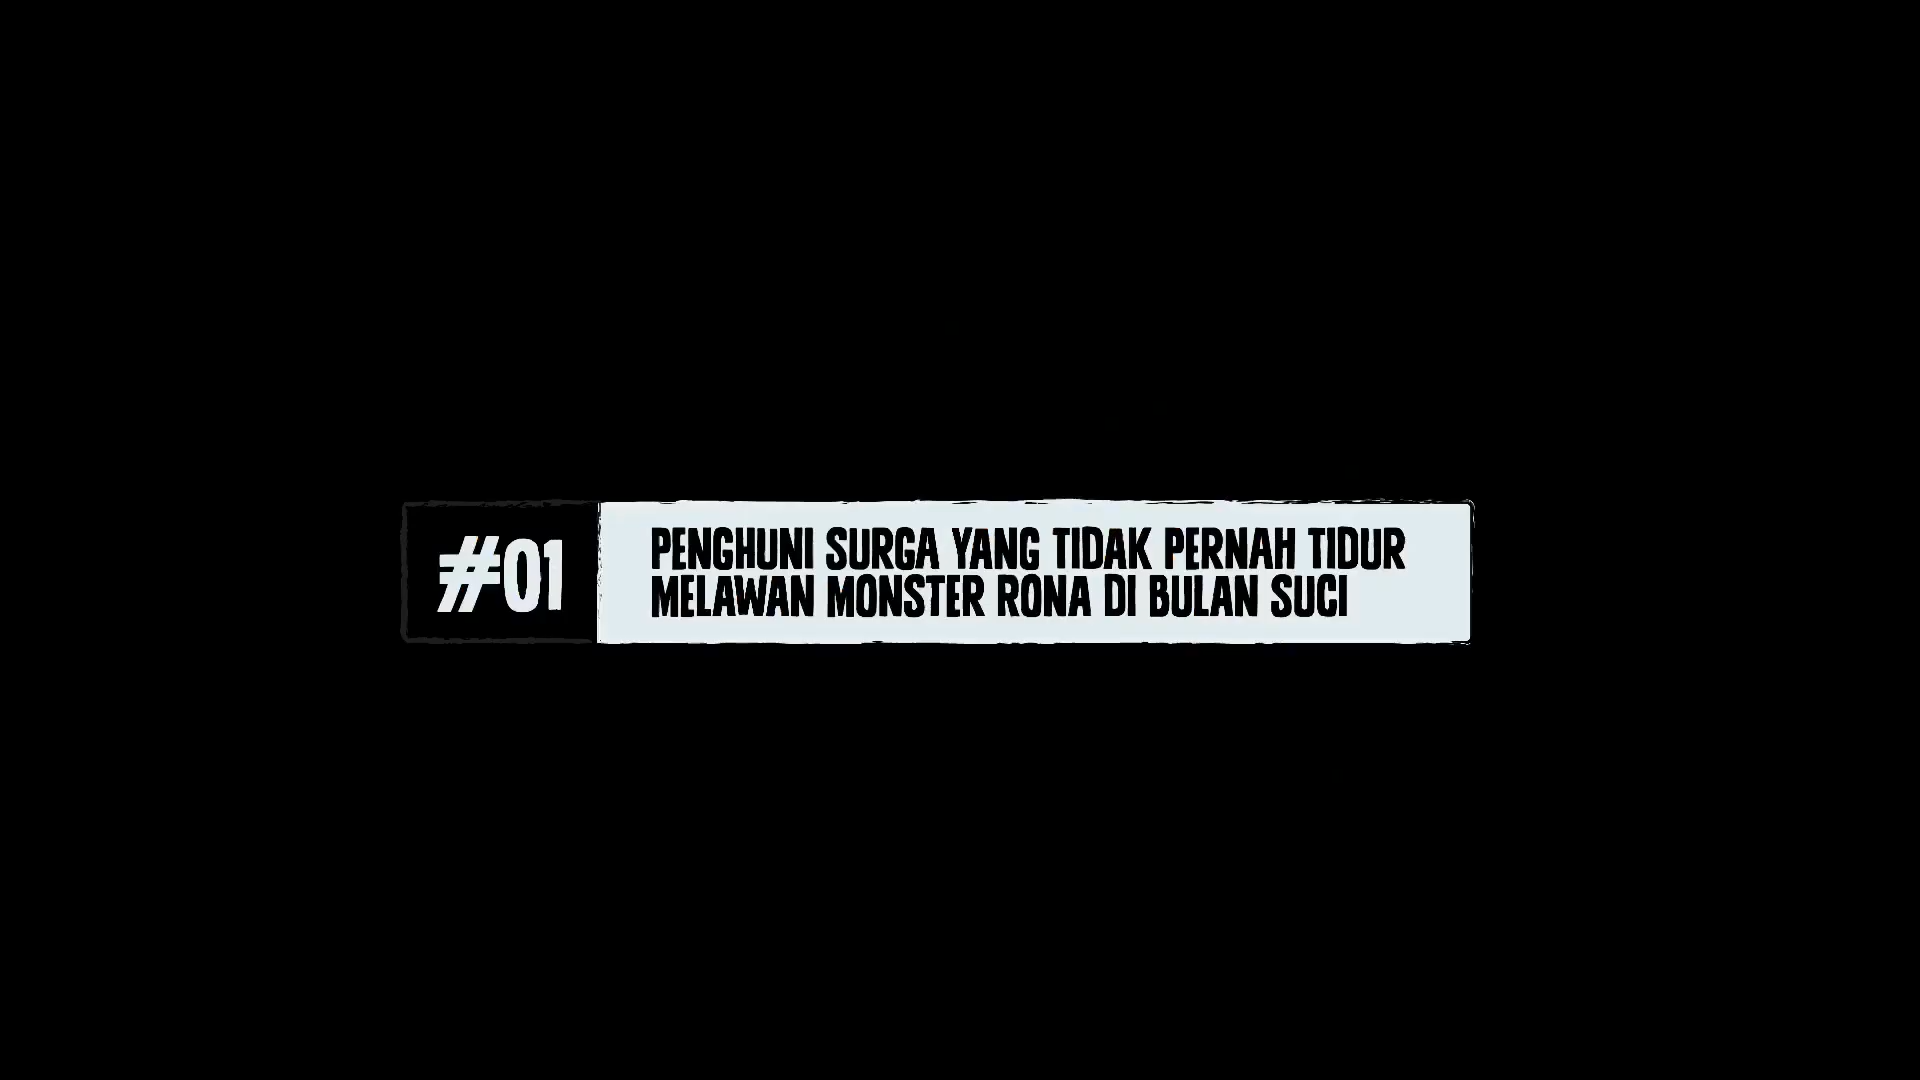 #01
PENGHUNI SURGA YANG TIDAK PERNAH TIDUR
MELAWAN MONSTER RONA DI BULAN SUCI